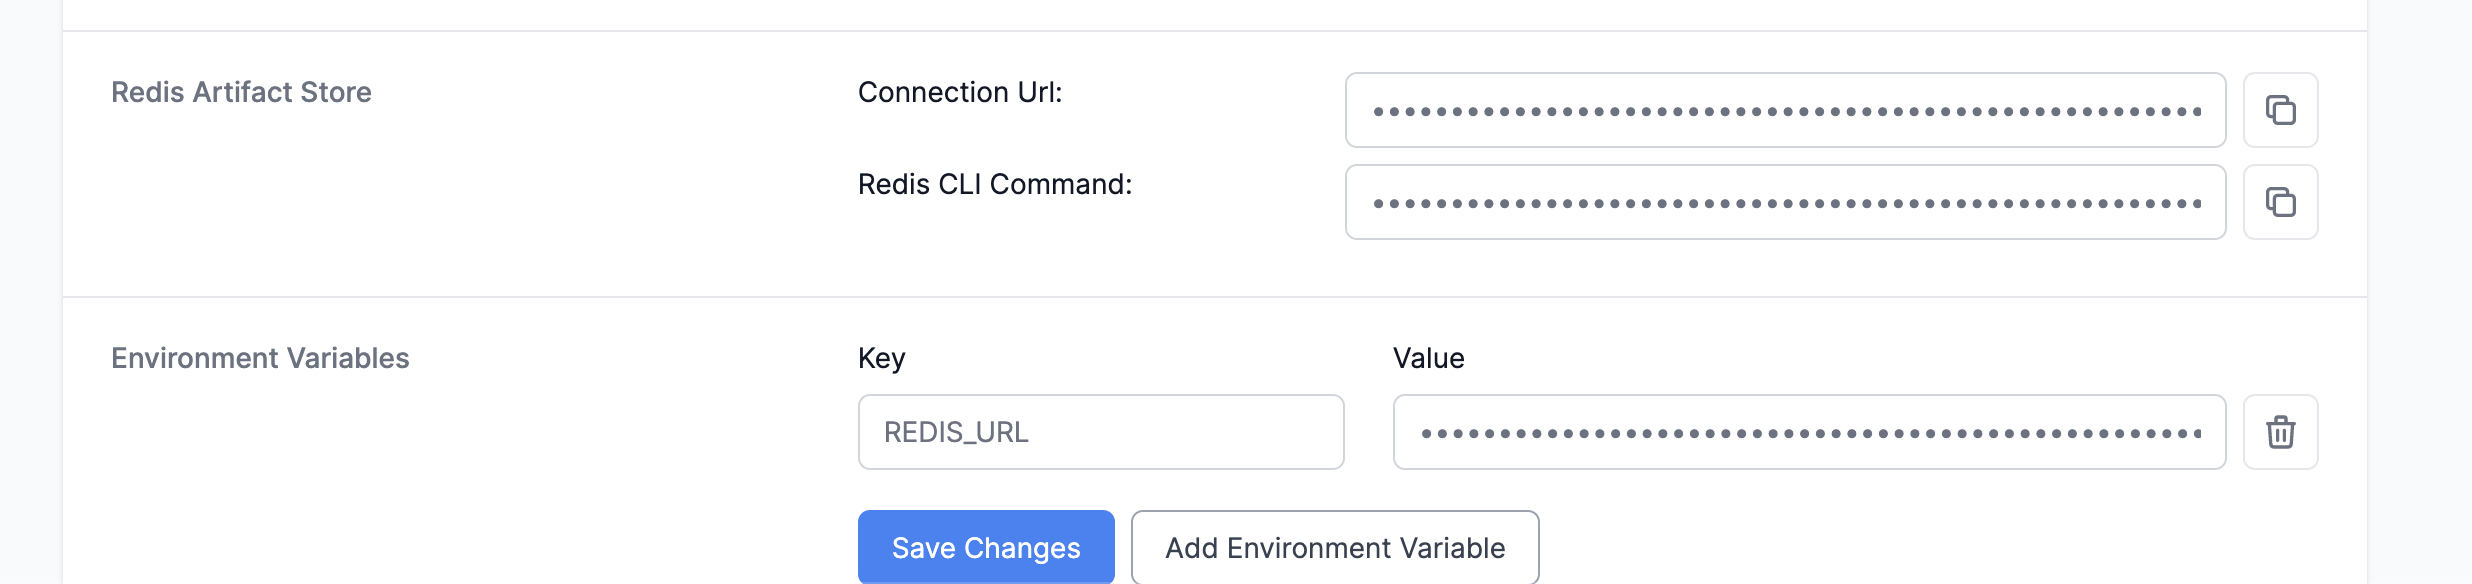 Redis Artifact Store
Connection Url:
Redis CLI Command:
Environment Variables
Key
Value
REDIS_URL
Save Changes
Add Environment Variable